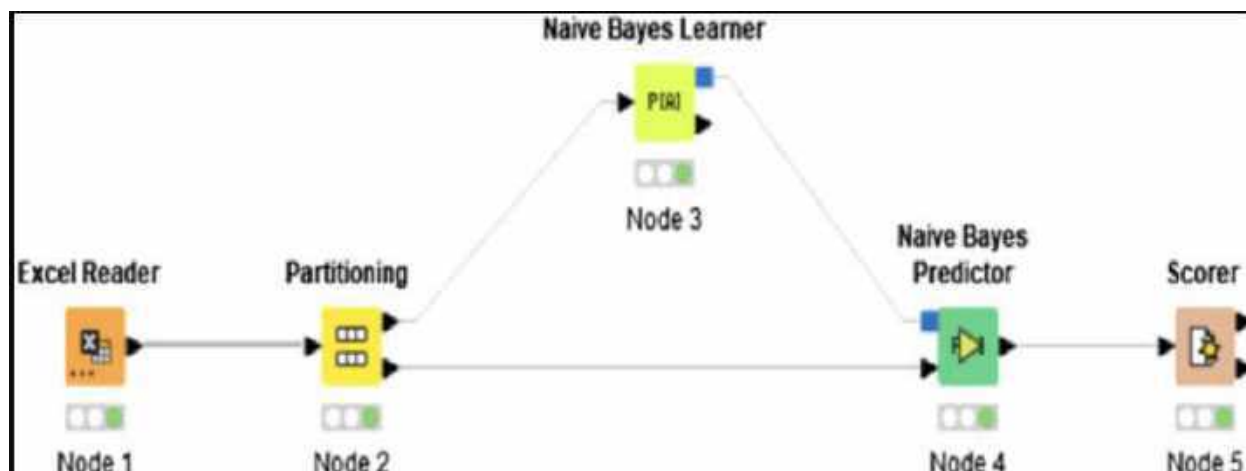 Naive Bayes Learner
P(A)
Node 3
Naive Bayes
Predictor
Excel Reader
Partitioning
Scorer
Node 1
Node 2
Node 4
Node 5